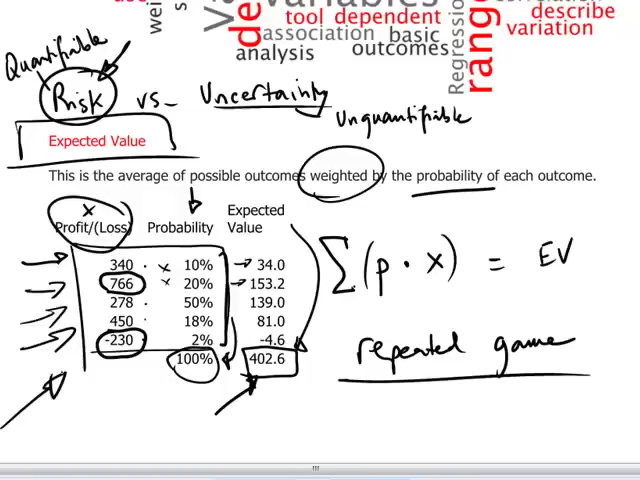 variables
tool dependent
association basic
analysis outcomes
Regression
range
describe
variation
Quantifiable
Risk vs Uncertainty
Unquantifiable
Expected Value
This is the average of possible outcomes weighted by the probability of each outcome.
x
Profit/(Loss) Probability Expected Value
340 x 10% 34.0
766 x 20% 153.2
278 50% 139.0
450 18% 81.0
-230 2% -4.6
100% 402.6
∑(p · x) = EV
repeated game